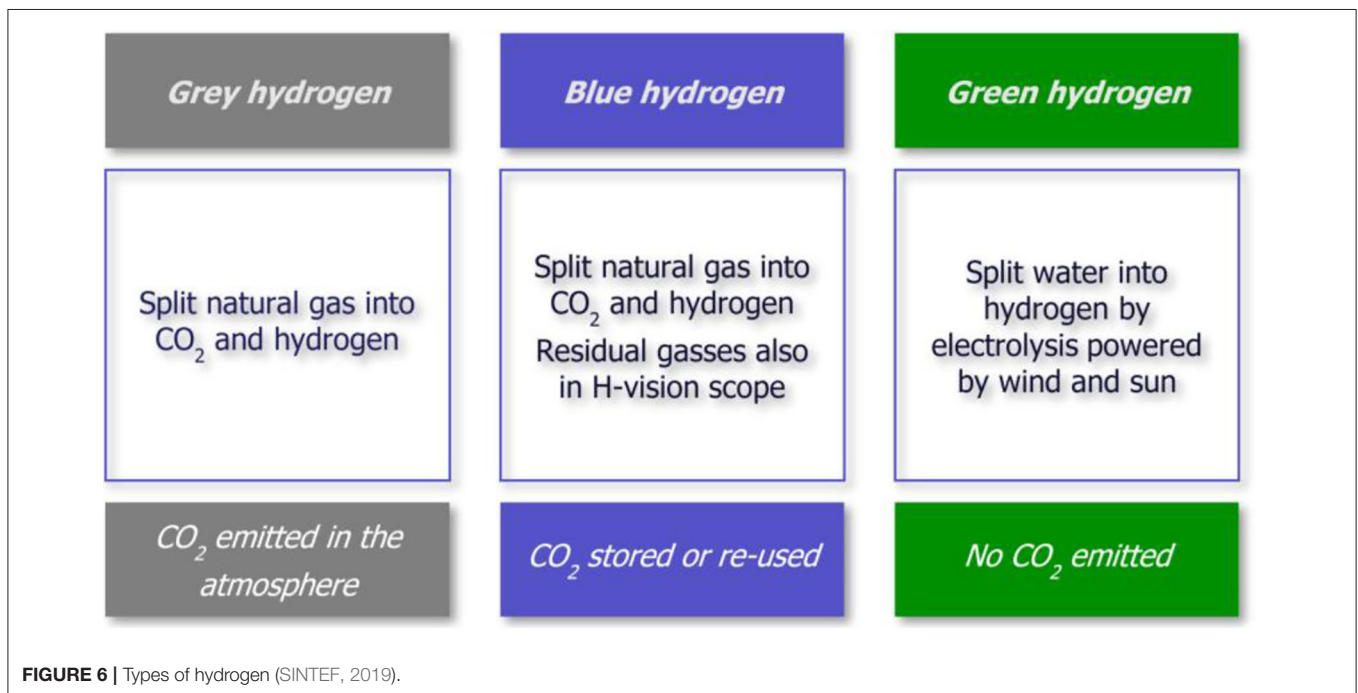 Grey hydrogen
Blue hydrogen
Green hydrogen
Split natural gas into
CO₂ and hydrogen
Split natural gas into
CO₂ and hydrogen
Residual gasses also
in H-vision scope
Split water into
hydrogen by
electrolysis powered
by wind and sun
CO₂ emitted in the
atmosphere
CO₂ stored or re-used
No CO₂ emitted
FIGURE 6 | Types of hydrogen (SINTEF, 2019).